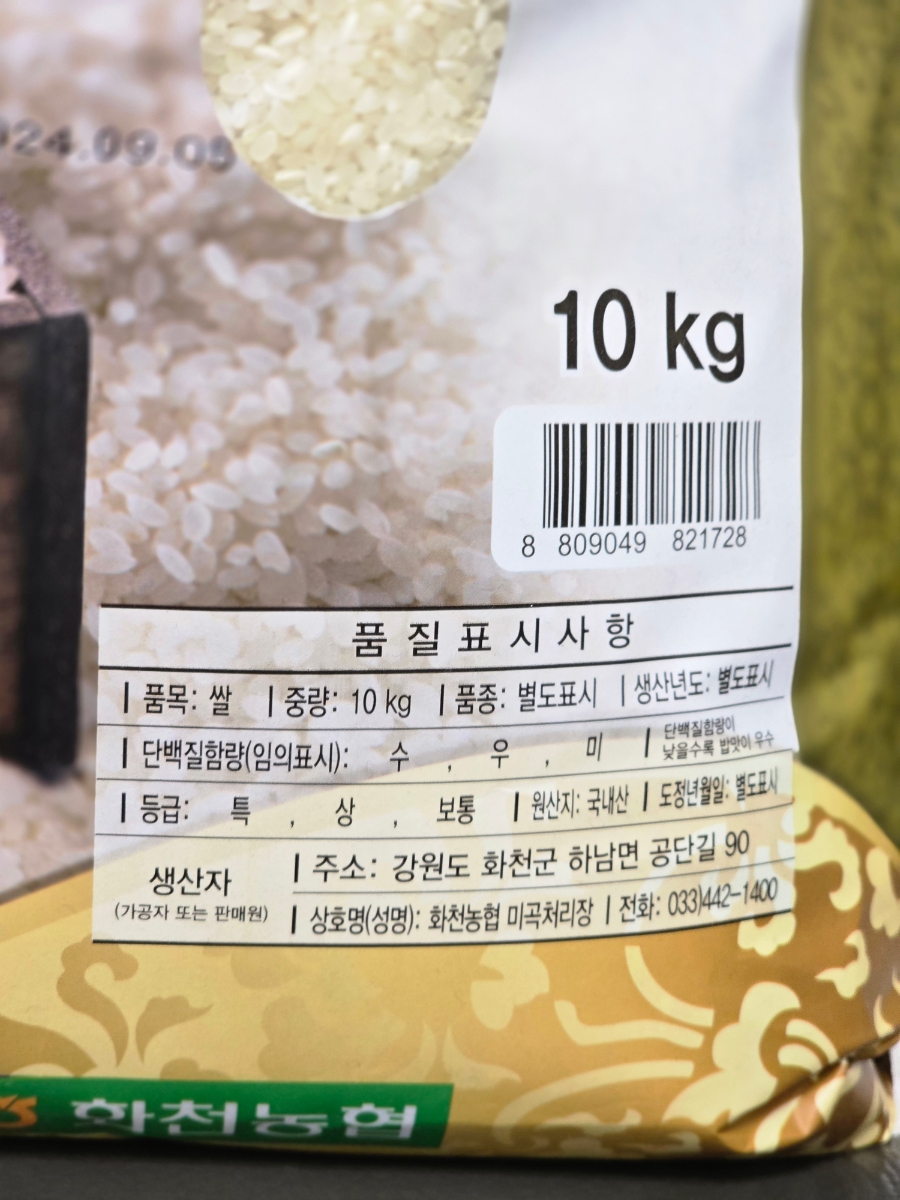 024.09.05
10 kg
8 809049 821728
품질표시사항
품목: 쌀 중량: 10 kg 품종: 별도표시 생산년도: 별도표시
단백질함량(임의표시): 수 , 우 , 미 단백질함량이
낮을수록 밥맛이 우수
등급: 특 , 상 , 보통 원산지: 국내산 도정년월일: 별도표시
생산자
(가공자 또는 판매원)
주소: 강원도 화천군 하남면 공단길 90
상호명(성명): 화천농협 미곡처리장 전화: 033)442-1400
화천농협